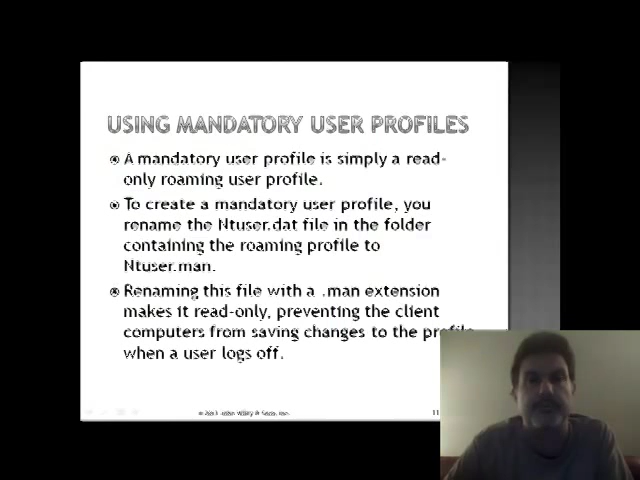 USING MANDATORY USER PROFILES
A mandatory user profile is simply a read-
only roaming user profile.
To create a mandatory user profile, you
rename the Ntuser.dat file in the folder
containing the roaming profile to
Ntuser.man.
Renaming this file with a .man extension
makes it read-only, preventing the client
computers from saving changes to the profile
when a user logs off.